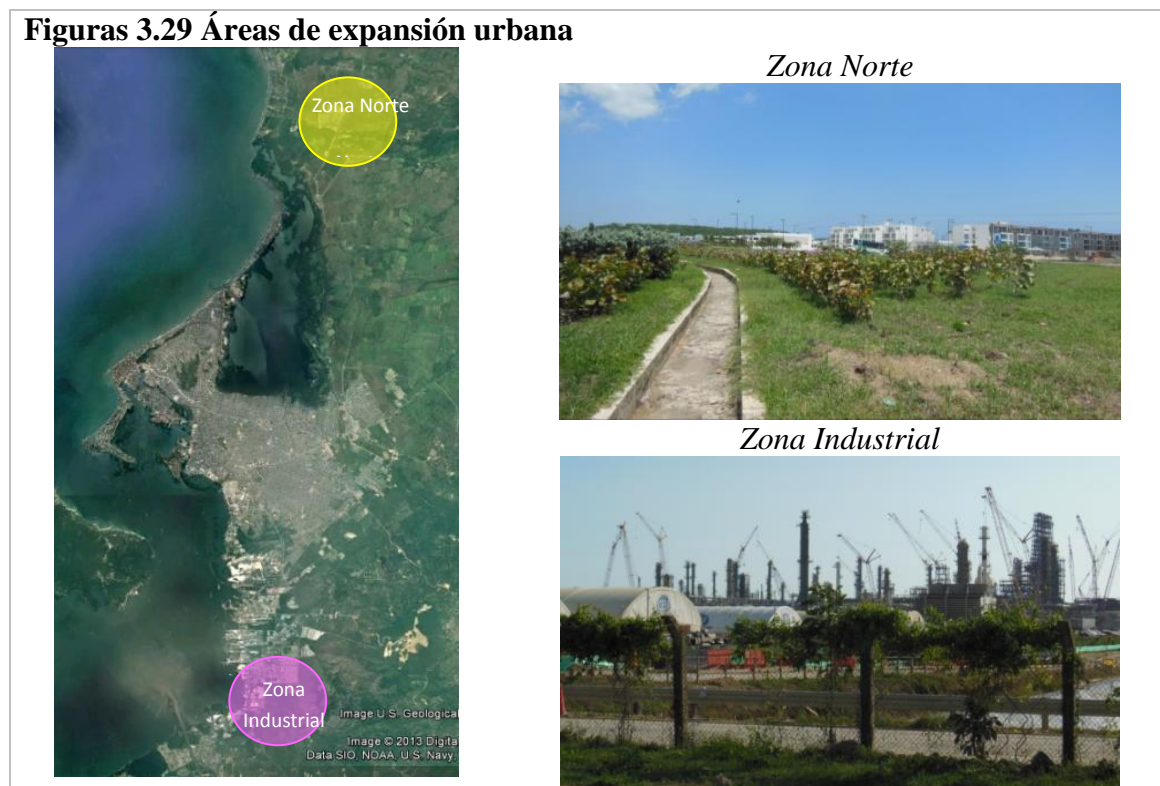 Figuras 3.29 Áreas de expansión urbana
Zona Norte
Zona
Industrial
Image U.S. Geological
Image © 2013 Digita
Data SIO, NOAA, U.S. Navy,
Zona Norte
Zona Industrial